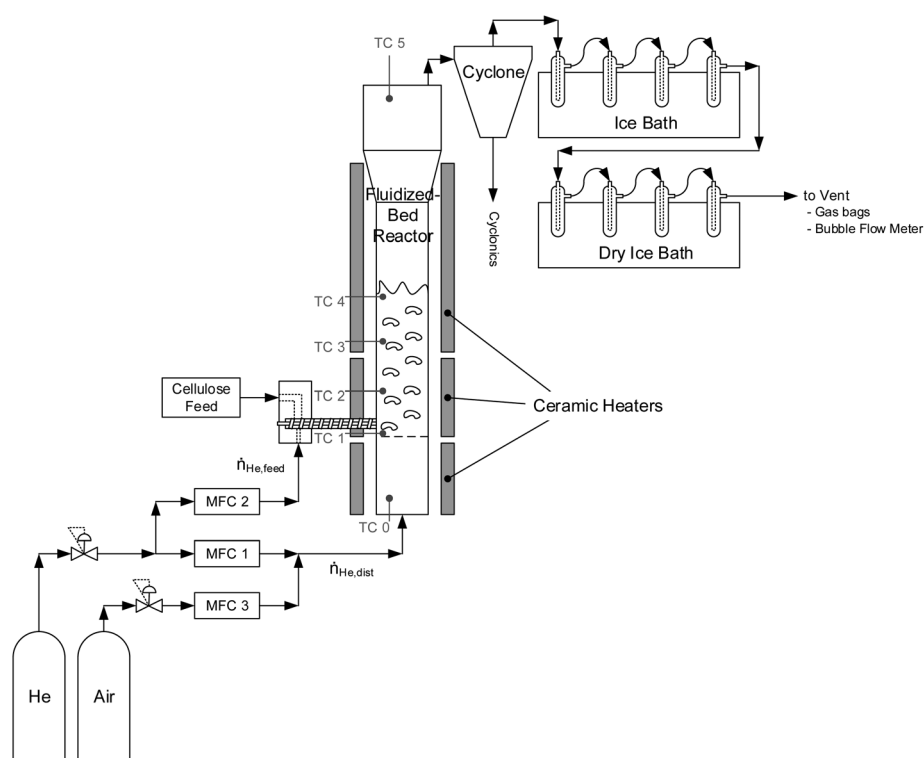 TC 5
Cyclone
Ice Bath
Fluidized-
Bed
Reactor
Cyclonics
to Vent
- Gas bags
- Bubble Flow Meter
Dry Ice Bath
TC 4
TC 3
Cellulose
Feed
TC 2
Ceramic Heaters
TC 1
ṅHe,feed
MFC 2
TC 0
MFC 1
ṅHe,dist
MFC 3
He
Air